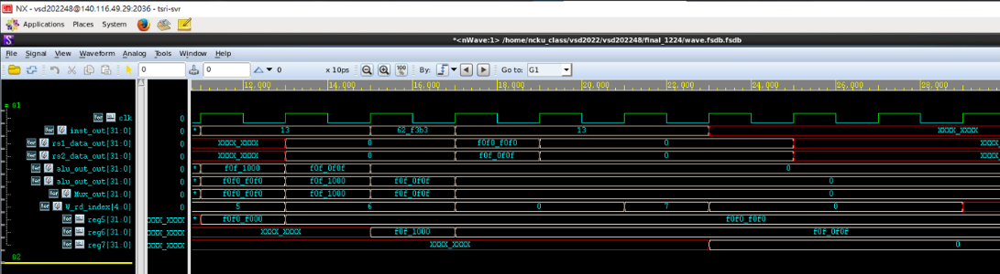 NX - vsd202248@140.116.49.29:2036 - tsri-svr
Applications Places System
*<nWave:1> /home/ncku_class/vsd2022/vsd202248/final_1224/wave.fsdb.fsdb
File Signal View Waveform Analog Tools Window Help
0 0 0 x 10ps 100 By: Go to: G1
12,000 14,000 16,000 18,000 20,000 22,000 24,000 26,000 28,000
G1
clk 0
inst_out[31:0] 0 * 13 62_f3b3 13 XXXX_XXXX
rs1_data_out[31:0] 0 XXXX_XXXX 0 f0f0_f0f0 0 XXXX
rs2_data_out[31:0] 0 XXXX_XXXX 0 f0f_0f0f 0 XXXX
alu_out_out[31:0] 0 * f0f_1000 f0f_0f0f 0
alu_out_out[31:0] 0 * f0f0_f0f0 f0f_1000 f0f_0f0f 0
Mux_out[31:0] 0 * f0f0_f0f0 f0f_1000 f0f_0f0f 0
W_rd_index[4:0] 0 5 6 0 7 0
reg5[31:0] XXXX_XXXX f0f0_f000 f0f0_f0f0
reg6[31:0] XXXX_XXXX XXXX_XXXX f0f_1000 f0f_0f0f
reg7[31:0] XXXX_XXXX XXXX_XXXX 0
G2